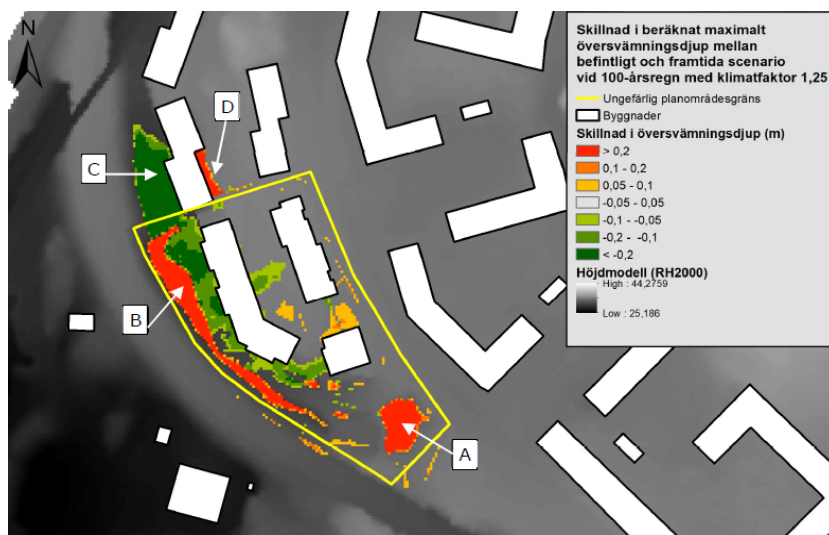 N
D
C
B
A
Skillnad i beräknat maximalt
översvämningsdjup mellan
befintligt och framtida scenario
vid 100-årsregn med klimatfaktor 1,25
Ungefärlig planområdesgräns
Byggnader
Skillnad i översvämningsdjup (m)
> 0,2
0,1 - 0,2
0,05 - 0,1
-0,05 - 0,05
-0,1 - -0,05
-0,2 - -0,1
< -0,2
Höjdmodell (RH2000)
High : 44,2759
Low : 25,186